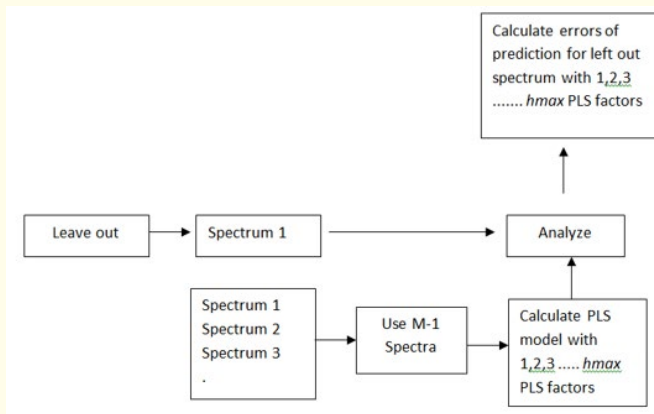 Calculate errors of
prediction for left out
spectrum with 1,2,3
....... hmax PLS factors
Leave out
Spectrum 1
Analyze
Spectrum 1
Spectrum 2
Spectrum 3
.
Use M-1
Spectra
Calculate PLS
model with
1,2,3 ..... hmax
PLS factors